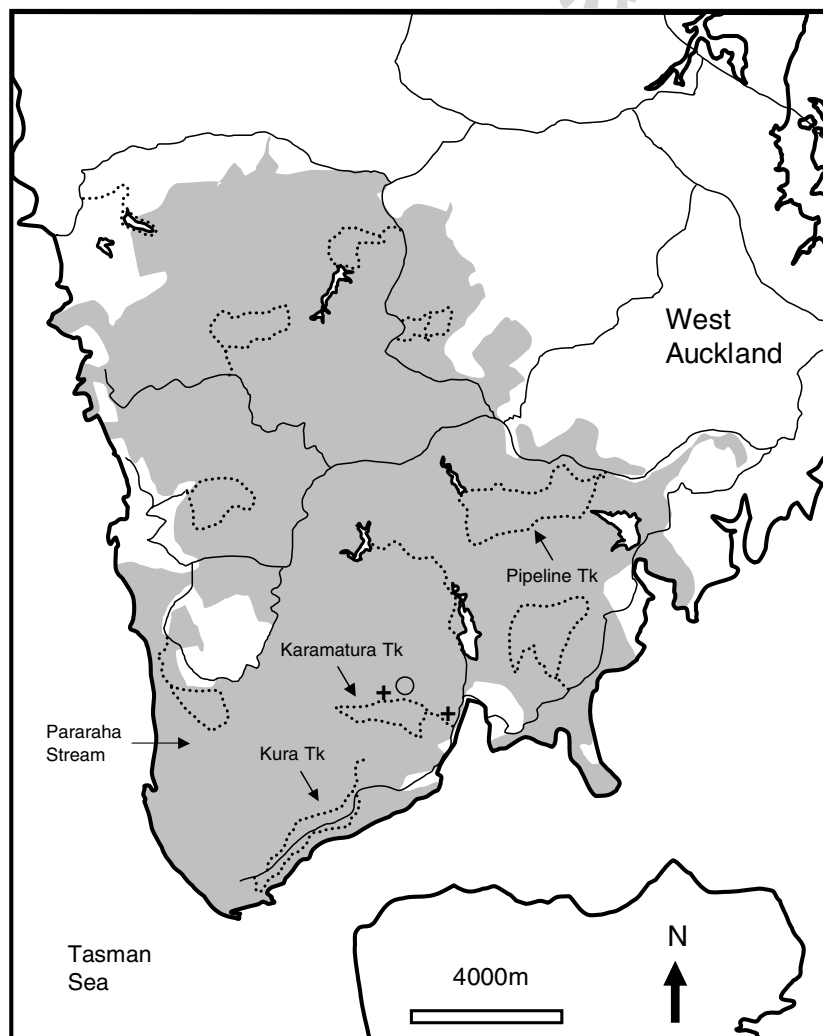 West
Auckland
Pipeline Tk
Karamatura Tk
Pararaha
Stream
Kura Tk
Tasman
Sea
4000m
N